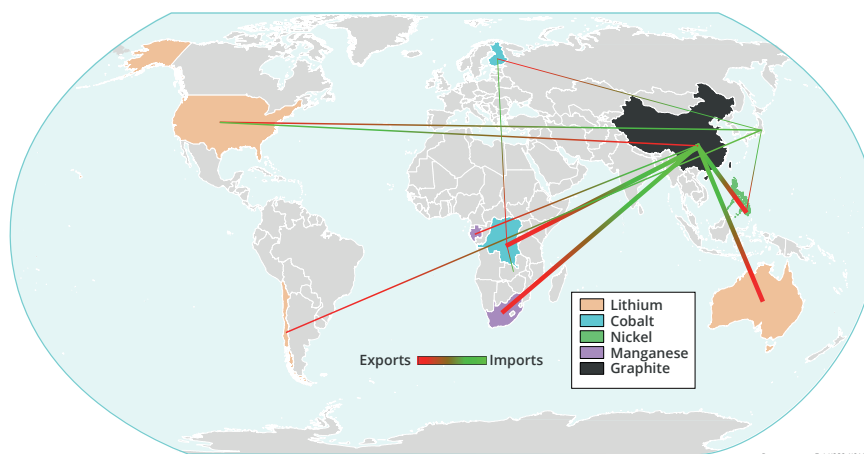 Lithium
Cobalt
Nickel
Manganese
Graphite
Exports Imports